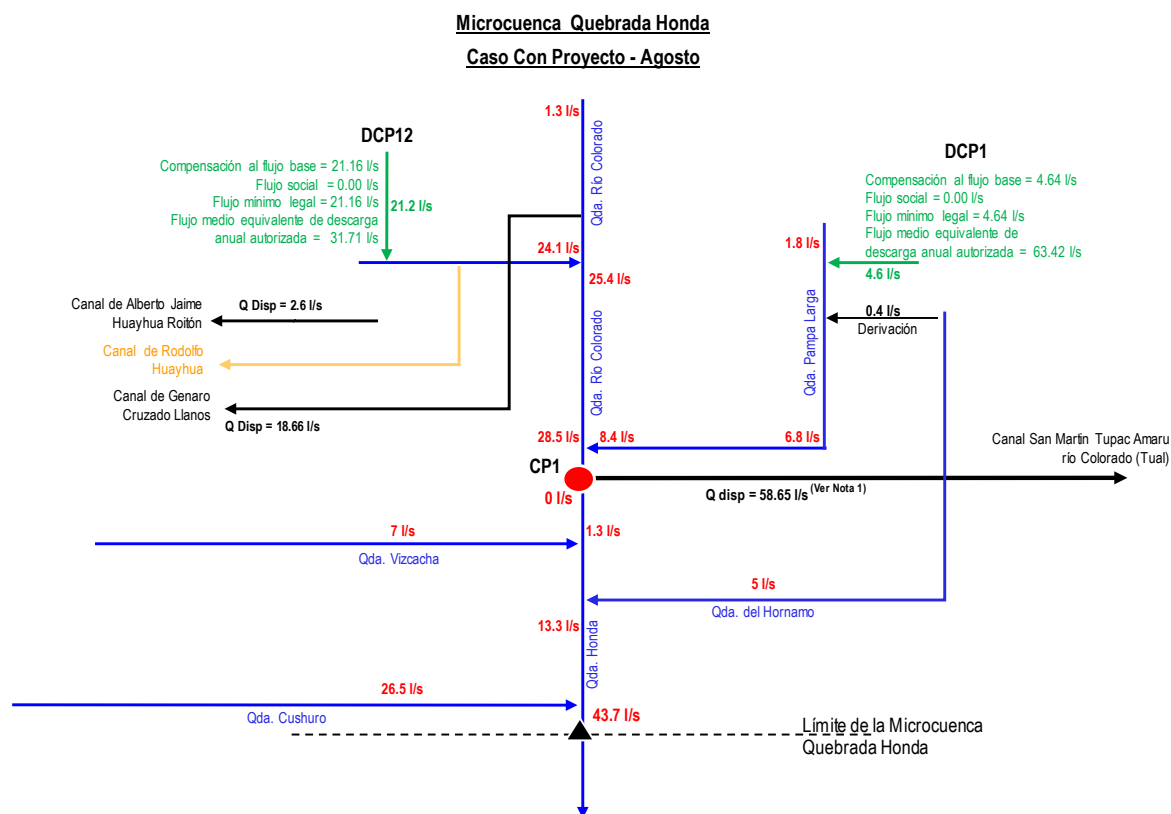 Microcuenca Quebrada Honda
Caso Con Proyecto - Agosto
1.3 l/s
DCP12
Compensación al flujo base = 21.16 l/s
Flujo social = 0.00 l/s
Flujo mínimo legal = 21.16 l/s
Flujo medio equivalente de descarga
anual autorizada = 31.71 l/s
21.2 l/s
Qda. Río Colorado
DCP1
Compensación al flujo base = 4.64 l/s
Flujo social = 0.00 l/s
Flujo mínimo legal = 4.64 l/s
Flujo medio equivalente de
descarga anual autorizada = 63.42 l/s
1.8 l/s
4.6 l/s
24.1 l/s
25.4 l/s
Canal de Alberto Jaime
Huayhua Roitón
Q Disp = 2.6 l/s
0.4 l/s
Derivación
Qda. Pampa Larga
Canal de Rodolfo
Huayhua
Qda. Río Colorado
Canal de Genaro
Cruzado Llanos
Q Disp = 18.66 l/s
28.5 l/s
8.4 l/s
6.8 l/s
Canal San Martin Tupac Amaru
río Colorado (Tual)
CP1
0 l/s
Q disp = 58.65 l/s (Ver Nota 1)
7 l/s
1.3 l/s
Qda. Vizcacha
5 l/s
Qda. del Hornamo
13.3 l/s
Qda. Honda
26.5 l/s
Qda. Cushuro
43.7 l/s
Límite de la Microcuenca
Quebrada Honda